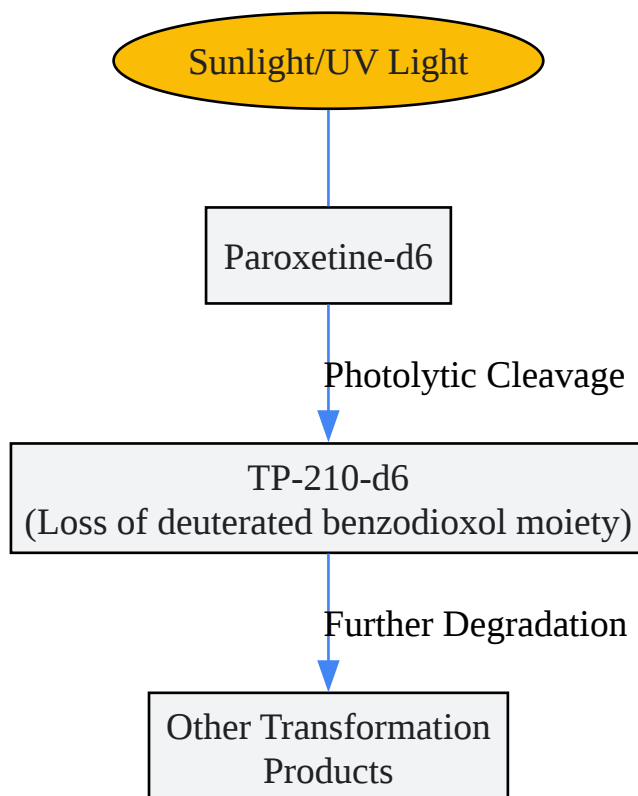 Sunlight/UV Light
Paroxetine-d6
Photolytic Cleavage
TP-210-d6
(Loss of deuterated benzodioxol moiety)
Further Degradation
Other Transformation
Products